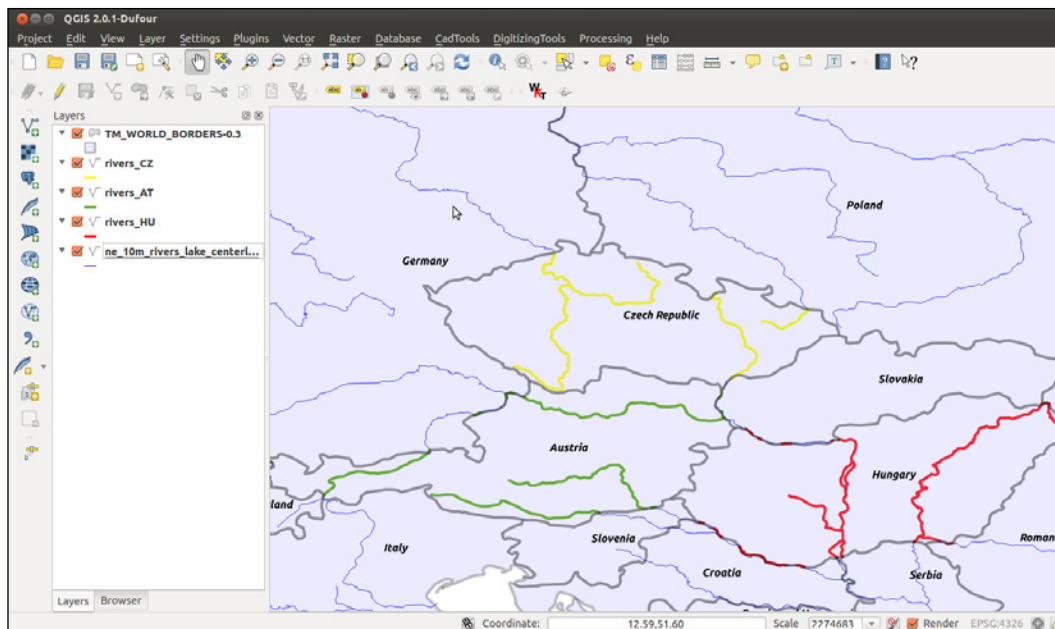 QGIS 2.0.1-Dufour
Project Edit View Layer Settings Plugins Vector Raster Database CadTools DigitizingTools Processing Help
Layers
TM_WORLD_BORDERS-0.3
rivers_CZ
rivers_AT
rivers_HU
ne_10m_rivers_lake_centerl...
Poland
Germany
Czech Republic
Slovakia
Austria
Hungary
land
Slovenia
Italy
Roman
Croatia
Serbia
Layers Browser
Coordinate: 12.59,51.60 Scale 7774683 Render EPSG:4326